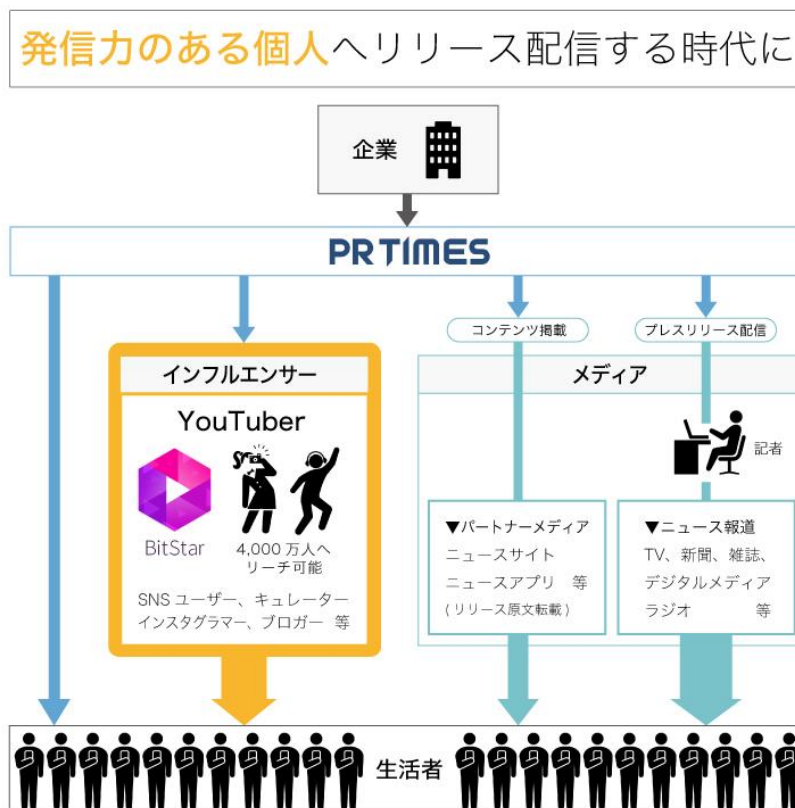 発信力のある個人へリリース配信する時代に
企業
PR TIMES
コンテンツ掲載
プレスリリース配信
インフルエンサー
YouTuber
BitStar
4,000万人へ
リーチ可能
SNSユーザー、キュレーター
インスタグラマー、ブロガー 等
メディア
記者
▼パートナーメディア
ニュースサイト
ニュースアプリ 等
(リリース原文転載)
▼ニュース報道
TV、新聞、雑誌、
デジタルメディア
ラジオ 等
生活者